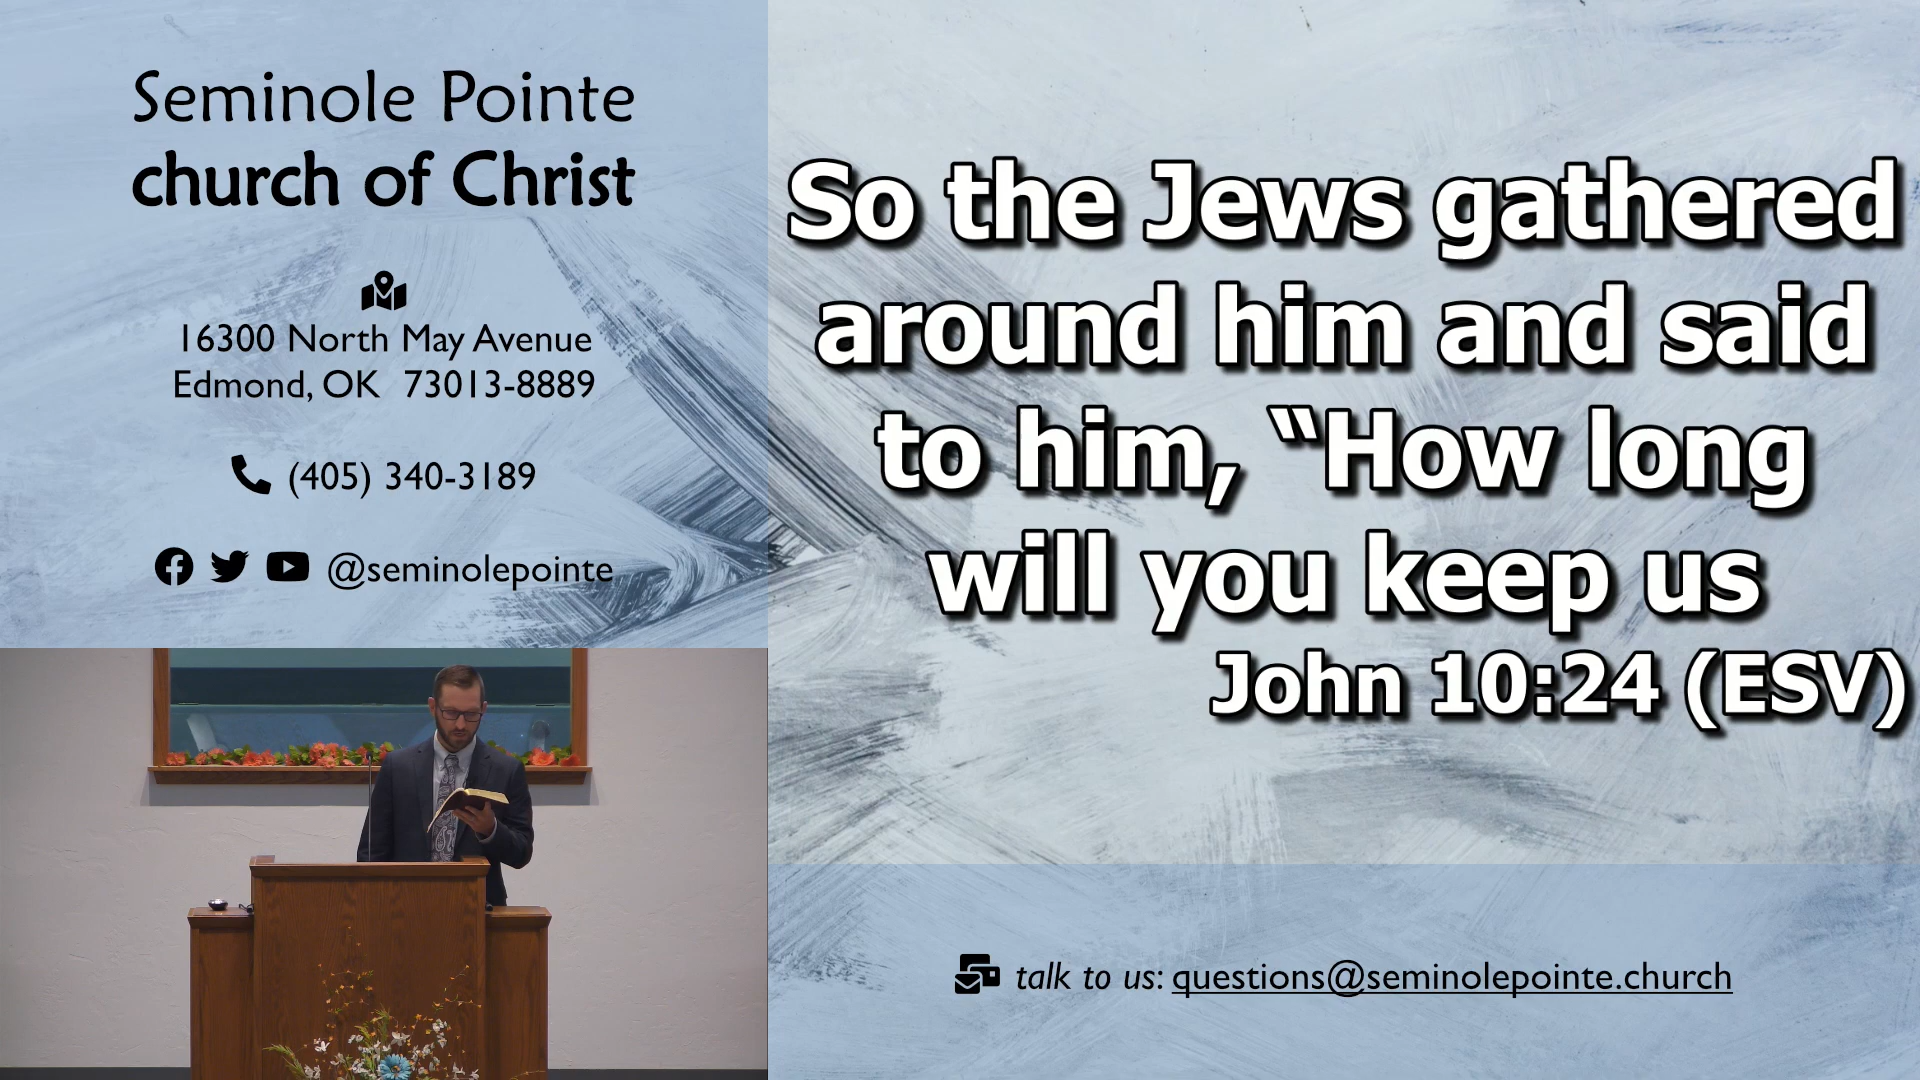 Seminole Pointe
church of Christ
16300 North May Avenue
Edmond, OK 73013-8889
(405) 340-3189
@seminolepointe
So the Jews gathered
around him and said
to him, “How long
will you keep us
John 10:24 (ESV)
talk to us: questions@seminolepointe.church